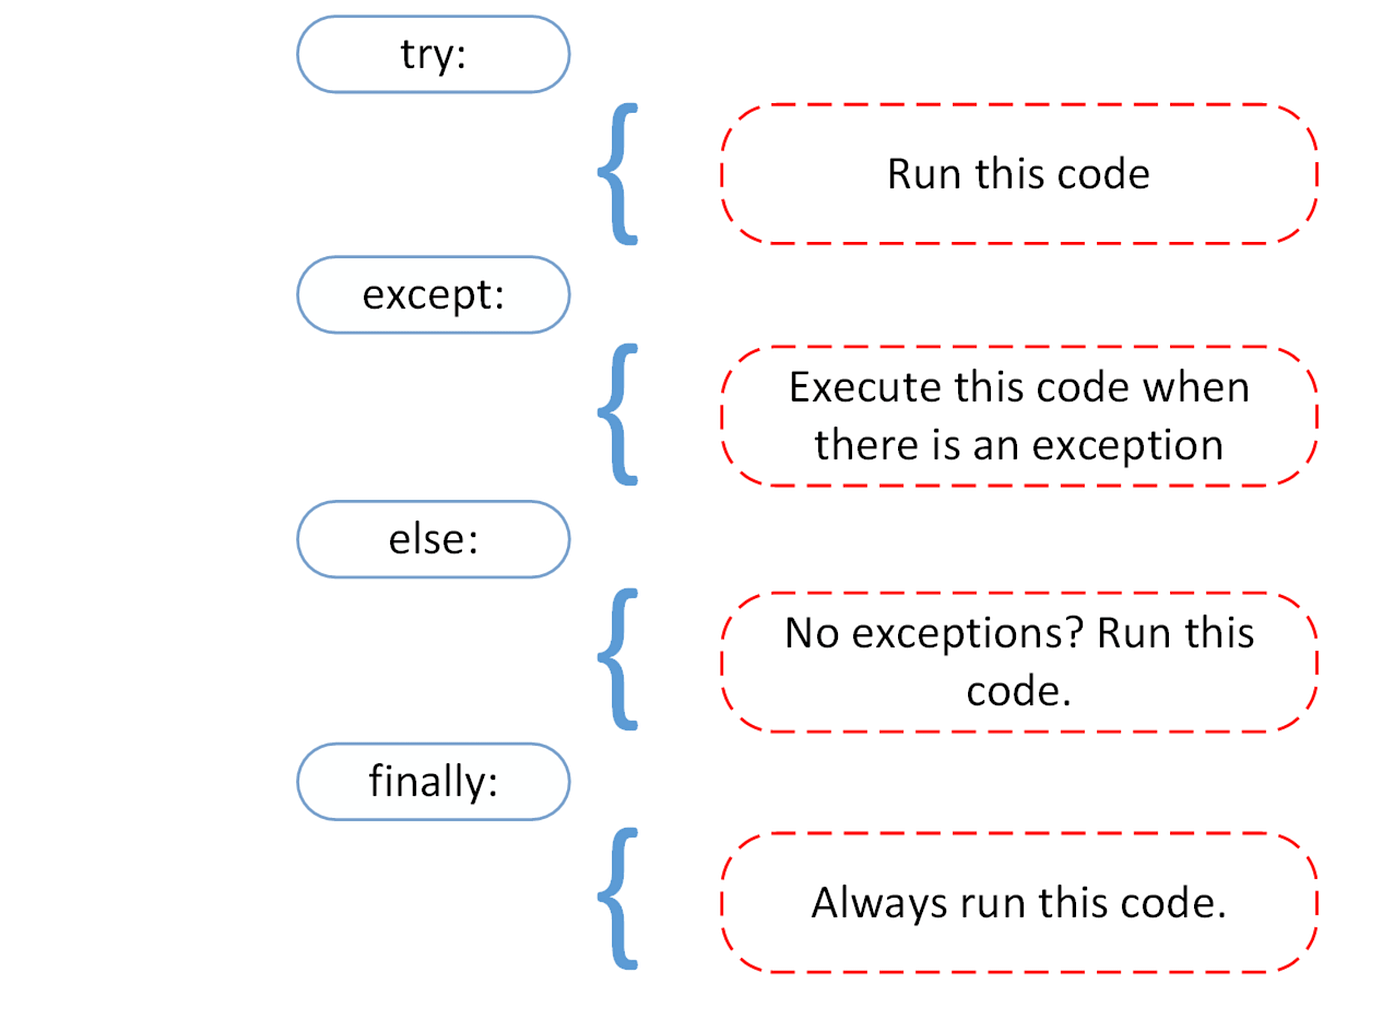 try:
Run this code
except:
Execute this code when
there is an exception
else:
No exceptions? Run this
code.
finally:
Always run this code.